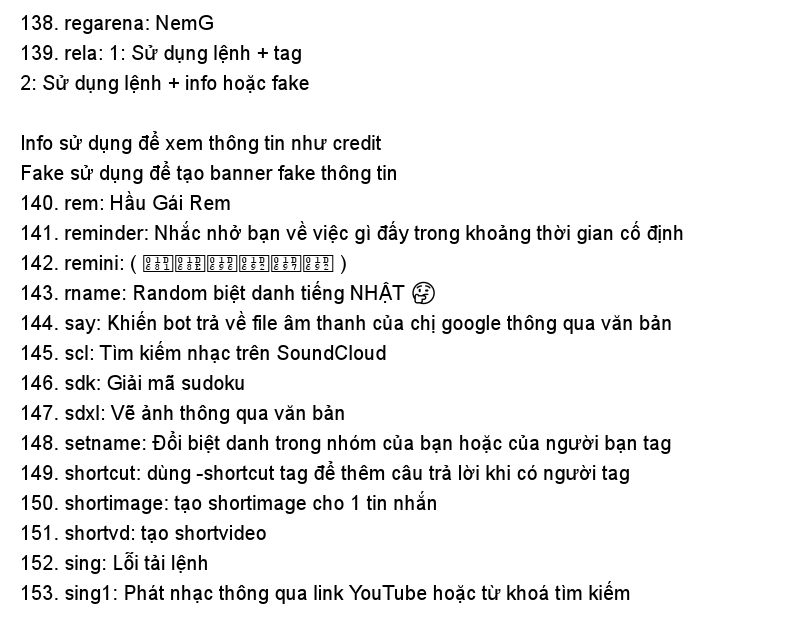 138. regarena: NemG
139. rela: 1: Sử dụng lệnh + tag
2: Sử dụng lệnh + info hoặc fake
Info sử dụng để xem thông tin như credit
Fake sử dụng để tạo banner fake thông tin
140. rem: Hầu Gái Rem
141. reminder: Nhắc nhở bạn về việc gì đấy trong khoảng thời gian cố định
142. remini: ( )
143. rname: Random biệt danh tiếng NHẬT 🤔
144. say: Khiến bot trả về file âm thanh của chị google thông qua văn bản
145. scl: Tìm kiếm nhạc trên SoundCloud
146. sdk: Giải mã sudoku
147. sdxl: Vẽ ảnh thông qua văn bản
148. setname: Đổi biệt danh trong nhóm của bạn hoặc của người bạn tag
149. shortcut: dùng -shortcut tag để thêm câu trả lời khi có người tag
150. shortimage: tạo shortimage cho 1 tin nhắn
151. shortvd: tạo shortvideo
152. sing: Lỗi tải lệnh
153. sing1: Phát nhạc thông qua link YouTube hoặc từ khoá tìm kiếm